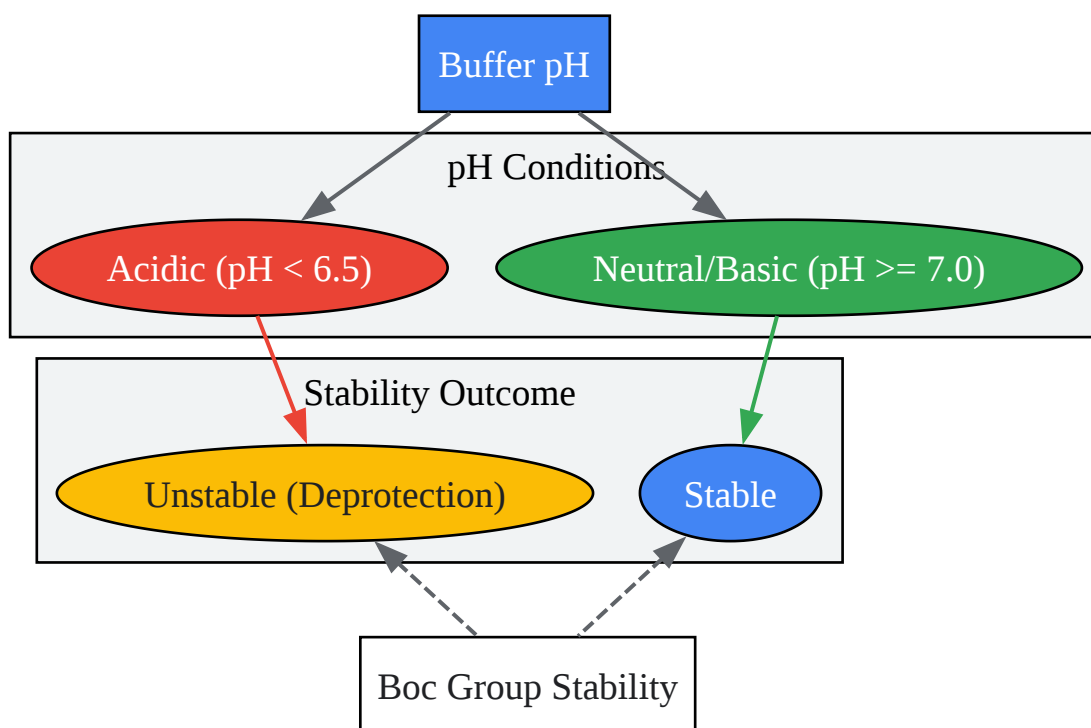 Buffer pH
pH Conditions
Acidic (pH < 6.5)
Neutral/Basic (pH >= 7.0)
Stability Outcome
Unstable (Deprotection)
Stable
Boc Group Stability